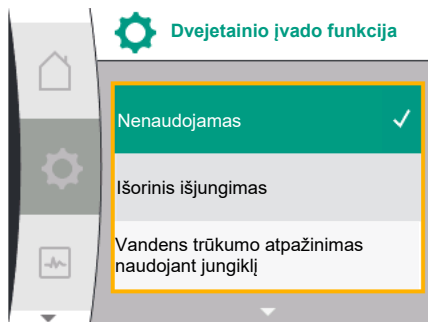 Dvejetainio įvado funkcija
Nenaudojamas
Išorinis išjungimas
Vandens trūkumo atpažinimas
naudojant jungiklį